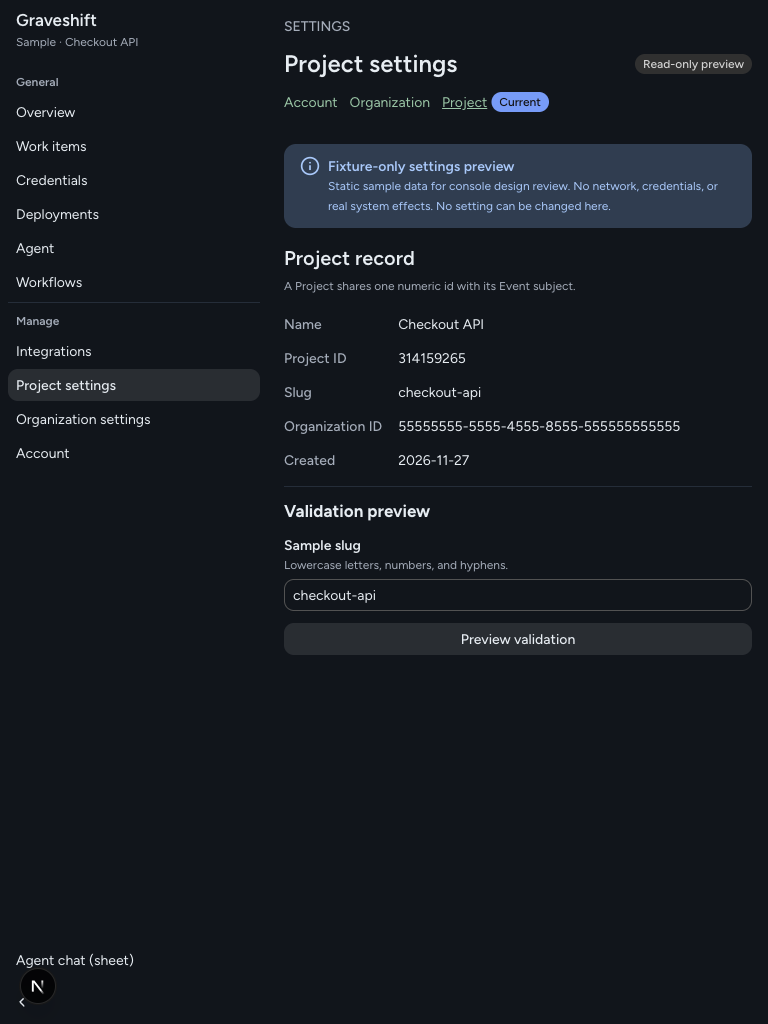 Graveshift
Sample · Checkout API
General
Overview
Work items
Credentials
Deployments
Agent
Workflows
Manage
Integrations
Project settings
Organization settings
Account
Agent chat (sheet)
N
SETTINGS
Project settings
Read-only preview
Account Organization Project Current
Fixture-only settings preview
Static sample data for console design review. No network, credentials, or
real system effects. No setting can be changed here.
Project record
A Project shares one numeric id with its Event subject.
Name Checkout API
Project ID 314159265
Slug checkout-api
Organization ID 55555555-5555-4555-8555-555555555555
Created 2026-11-27
Validation preview
Sample slug
Lowercase letters, numbers, and hyphens.
checkout-api
Preview validation